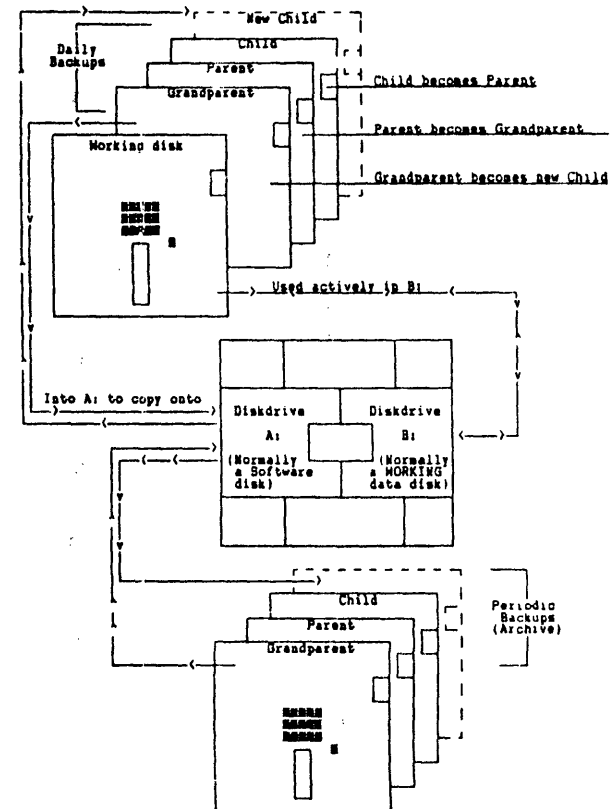 New Child
Child
Daily
Backups
Parent
Grandparent
Child becomes Parent
Parent becomes Grandparent
Working disk
Grandparent becomes new Child
Used actively in B:
Into A: to copy onto
Diskdrive
A:
(Normally
a Software
disk)
Diskdrive
B:
(Normally
a WORKING
data disk)
Child
Parent
Grandparent
Periodic
Backups
(Archive)